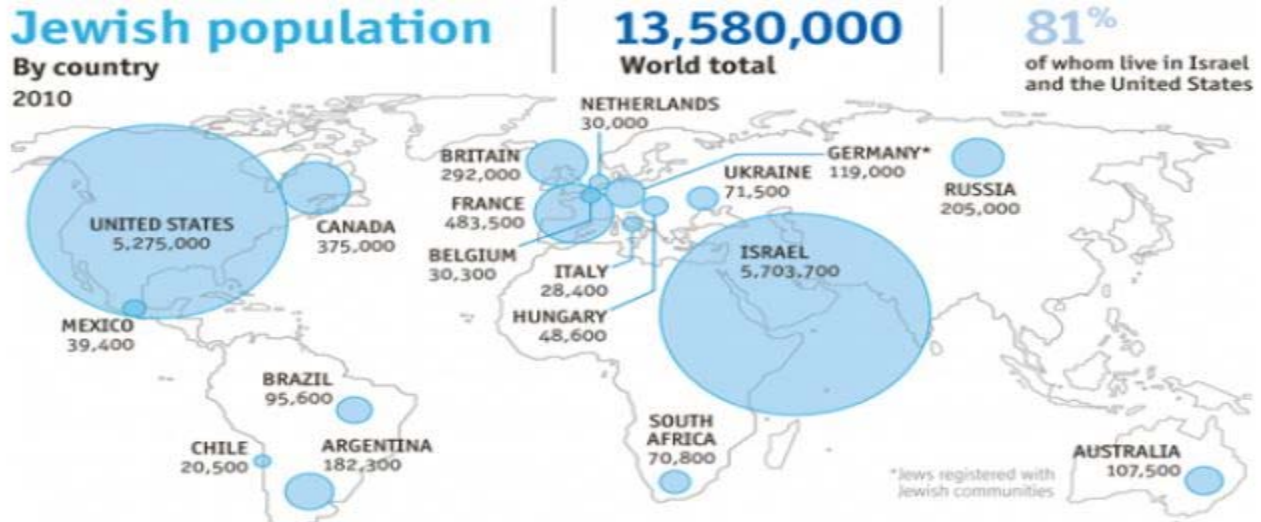 Jewish population
By country
2010
13,580,000
World total
81%
of whom live in Israel
and the United States
NETHERLANDS
30,000
BRITAIN
292,000
GERMANY*
119,000
UKRAINE
71,500
RUSSIA
205,000
UNITED STATES
5,275,000
CANADA
375,000
FRANCE
483,500
BELGIUM
30,300
ITALY
28,400
HUNGARY
48,600
ISRAEL
5,703,700
MEXICO
39,400
BRAZIL
95,600
CHILE
20,500
ARGENTINA
182,300
SOUTH
AFRICA
70,800
AUSTRALIA
107,500
*Jews registered with
Jewish communities